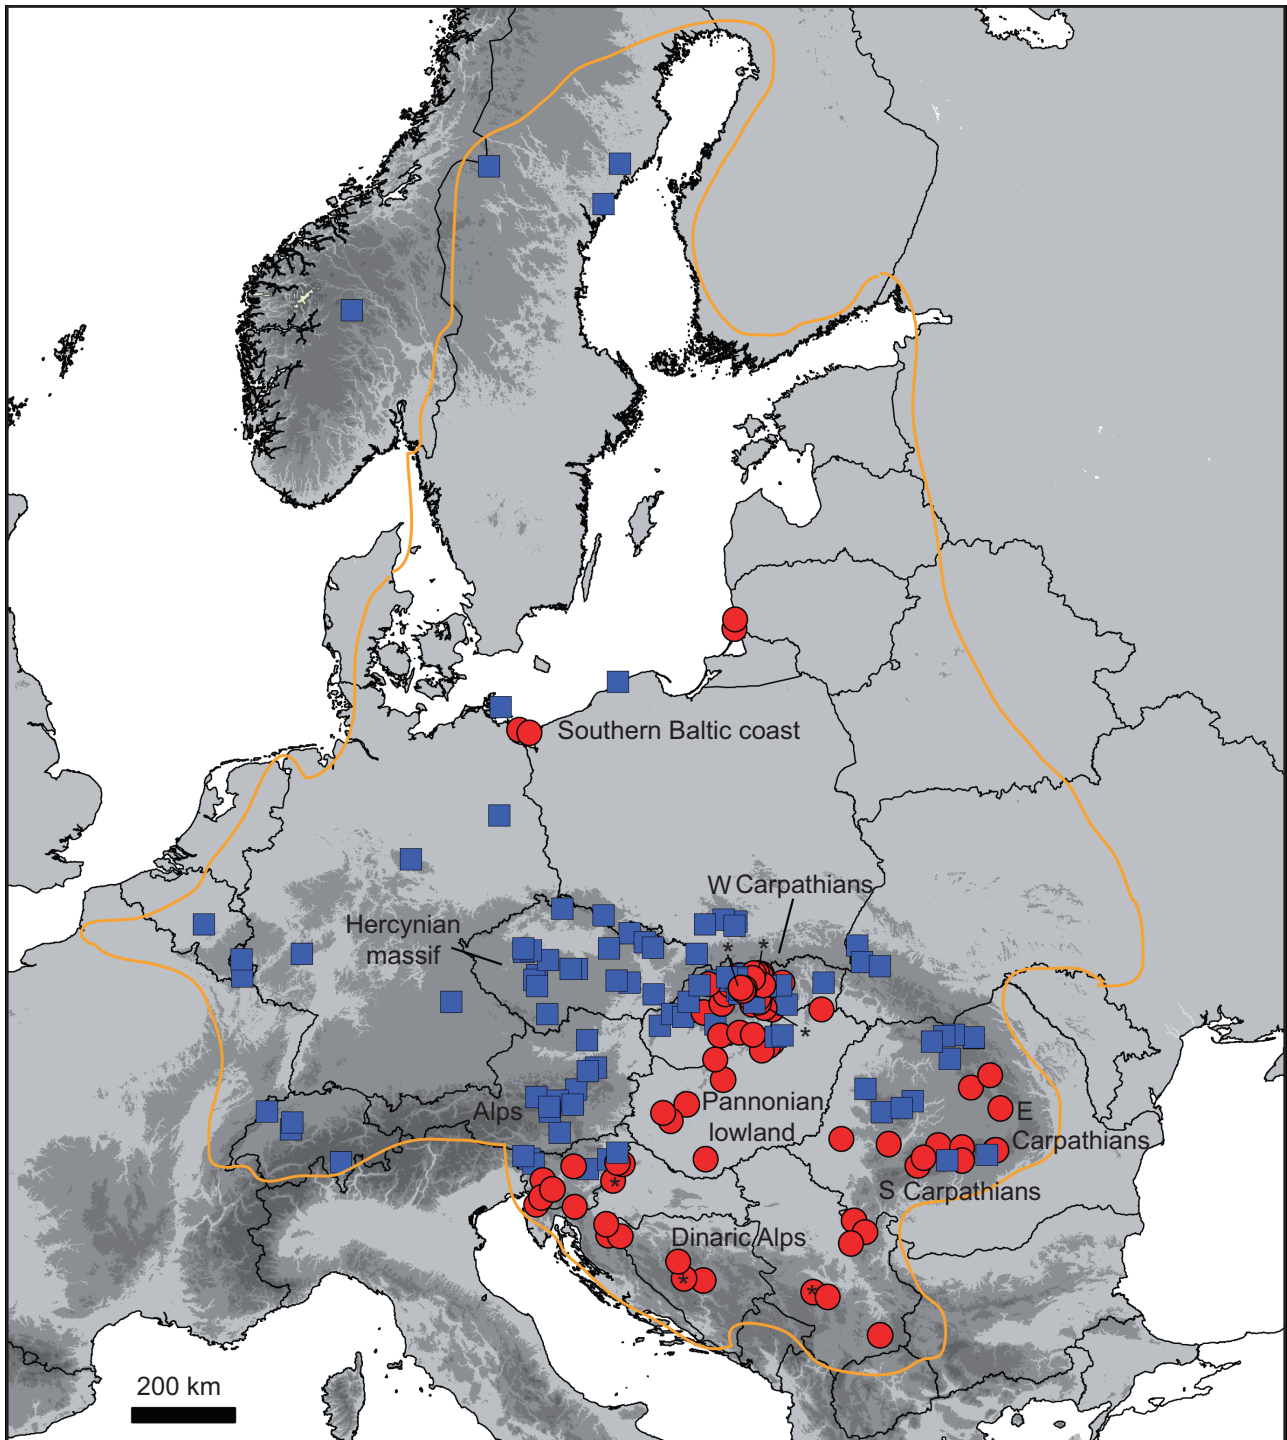 Southern Baltic coast
W Carpathians
Hercynian
massif
*
*
*
Alps
Pannonian
lowland
E
Carpathians
S Carpathians
*
Dinaric Alps
*
*
200 km